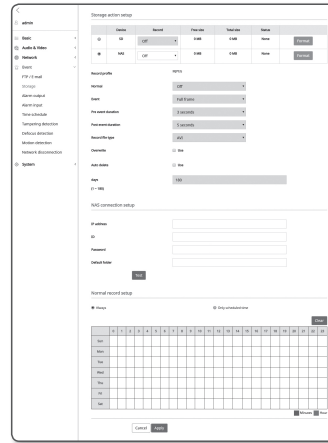 admin
Basic
Audio & Video
Network
Event
FTP / E-mail
Storage
Alarm output
Alarm input
Time schedule
Tampering detection
Defocus detection
Motion detection
Network disconnection
System
Storage action setup
Device Record Free size Total size Status
SD Off 0 MB 0 MB None Format
NAS Off 0 MB 0 MB None Format
Record profile
Normal Off
Event Full frame
Pre event duration 3 seconds
Post event duration 5 seconds
Record file type AVI
Overwrite Use
Auto delete Use
days 180
(1 ~ 180)
NAS connection setup
IP address
ID
Password
Default folder
Test
Normal record setup
Always Only scheduled time
Clear
0 1 2 3 4 5 6 7 8 9 10 11 12 13 14 15 16 17 18 19 20 21 22 23
Sun
Mon
Tue
Wed
Thu
Fri
Sat
Minutes Hour
Cancel Apply